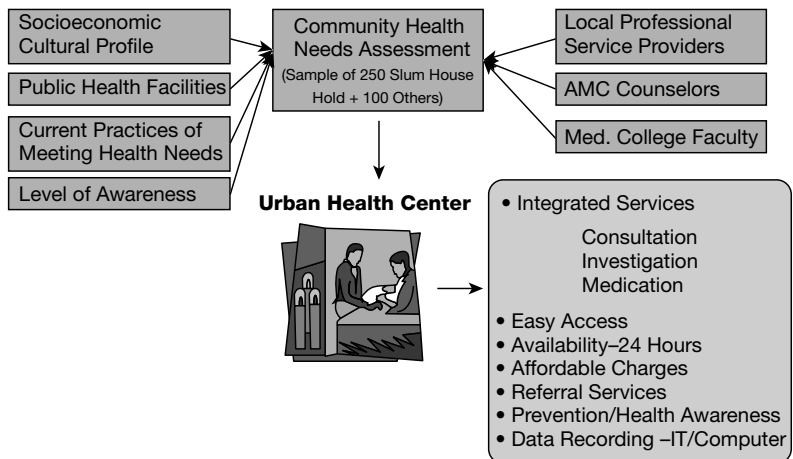 Socioeconomic
Cultural Profile
Public Health Facilities
Current Practices of
Meeting Health Needs
Level of Awareness
Community Health
Needs Assessment
(Sample of 250 Slum House
Hold + 100 Others)
Local Professional
Service Providers
AMC Counselors
Med. College Faculty
Urban Health Center
• Integrated Services
Consultation
Investigation
Medication
• Easy Access
• Availability–24 Hours
• Affordable Charges
• Referral Services
• Prevention/Health Awareness
• Data Recording –IT/Computer